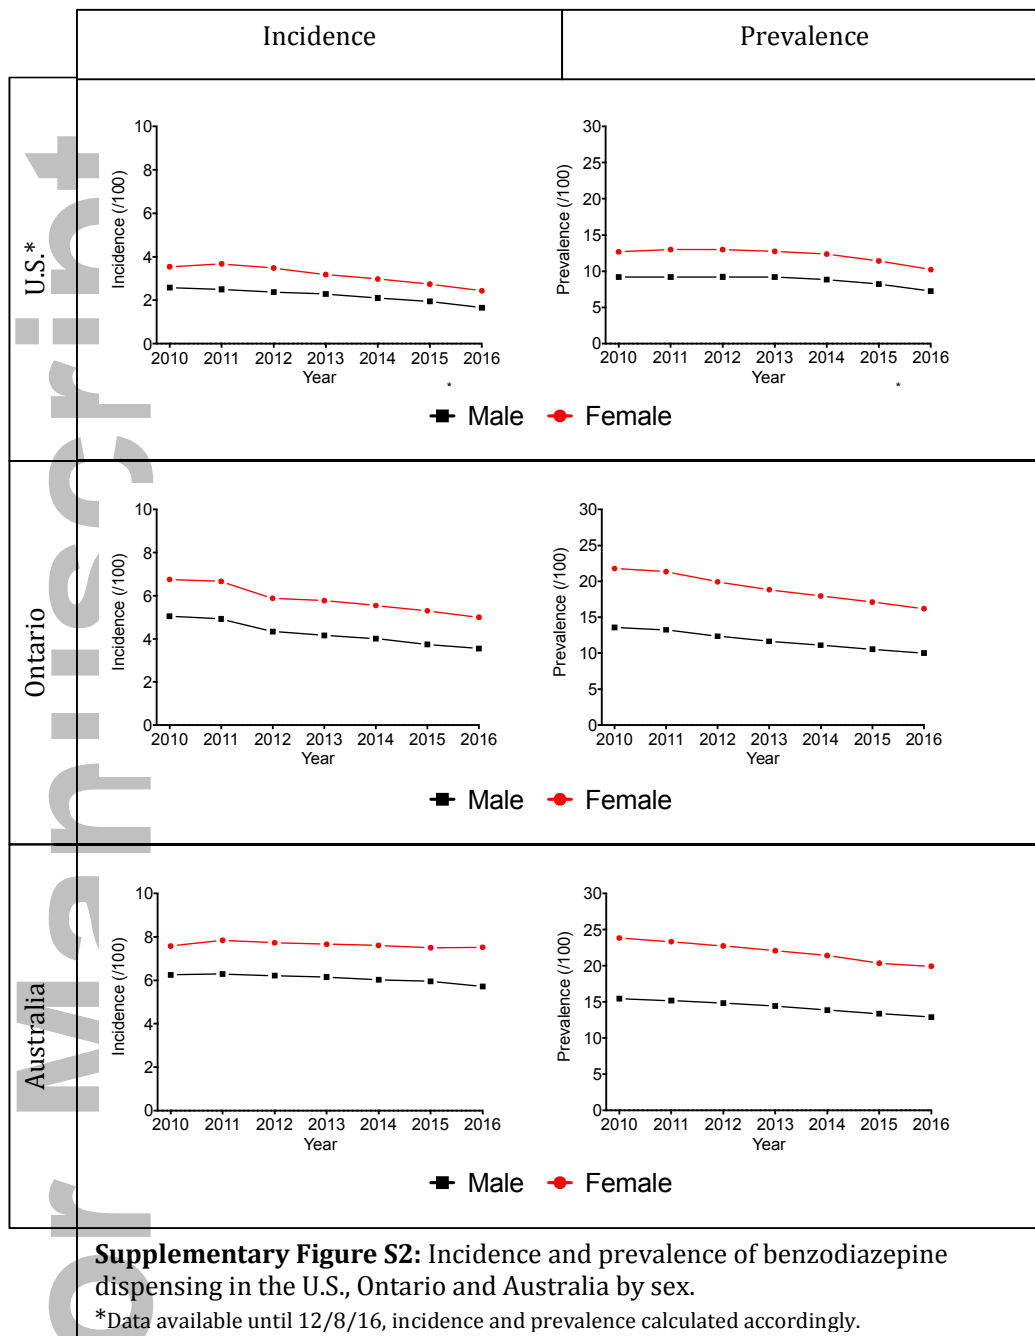 Incidence
Prevalence
U.S.*
10
8
6
4
2
0
Incidence (/100)
2010 2011 2012 2013 2014 2015 2016
Year
*
30
25
20
15
10
5
0
Prevalence (/100)
2010 2011 2012 2013 2014 2015 2016
Year
*
Male Female
Ontario
10
8
6
4
2
0
Incidence (/100)
2010 2011 2012 2013 2014 2015 2016
Year
30
25
20
15
10
5
0
Prevalence (/100)
2010 2011 2012 2013 2014 2015 2016
Year
Male Female
Australia
10
8
6
4
2
0
Incidence (/100)
2010 2011 2012 2013 2014 2015 2016
Year
30
25
20
15
10
5
0
Prevalence (/100)
2010 2011 2012 2013 2014 2015 2016
Year
Male Female
or Manuscript
Supplementary Figure S2: Incidence and prevalence of benzodiazepine
dispensing in the U.S., Ontario and Australia by sex.
*Data available until 12/8/16, incidence and prevalence calculated accordingly.